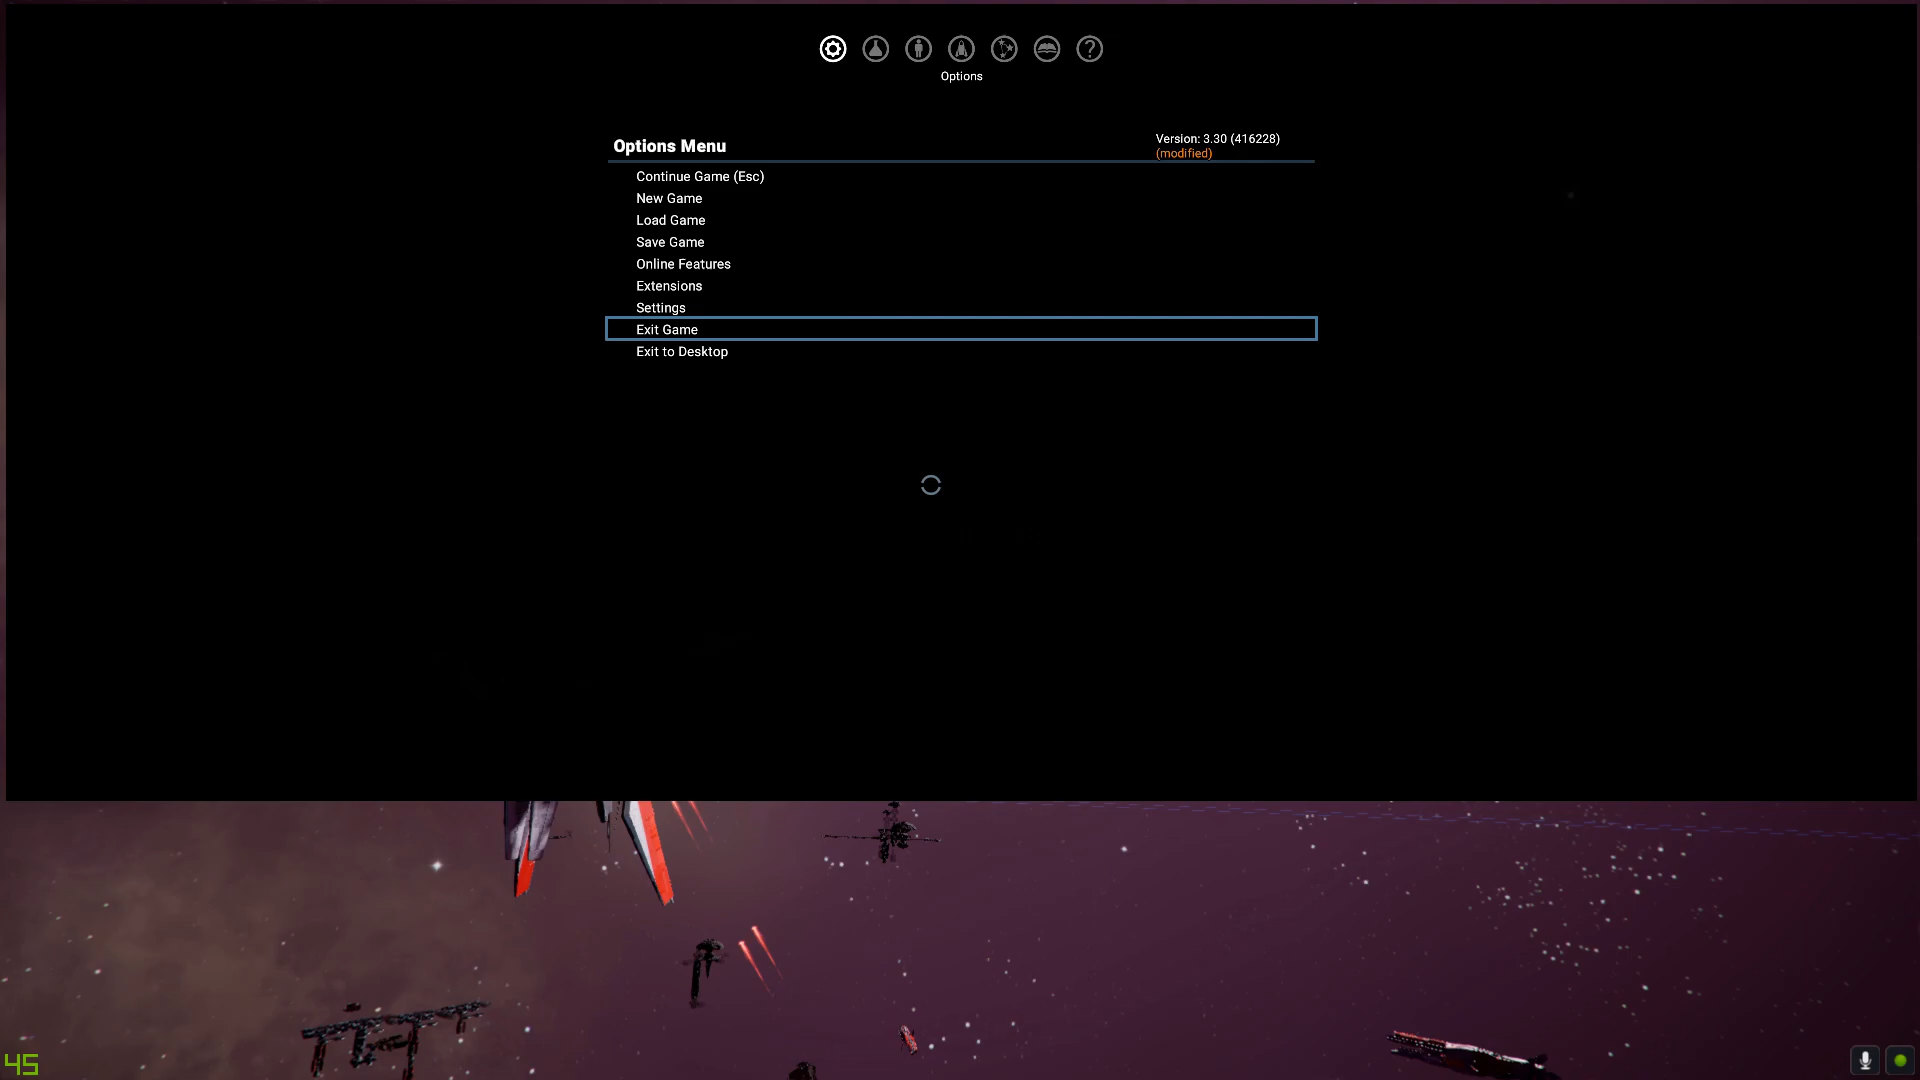 Options
Options Menu
Version: 3.30 (416228)
(modified)
Continue Game (Esc)
New Game
Load Game
Save Game
Online Features
Extensions
Settings
Exit Game
Exit to Desktop
45